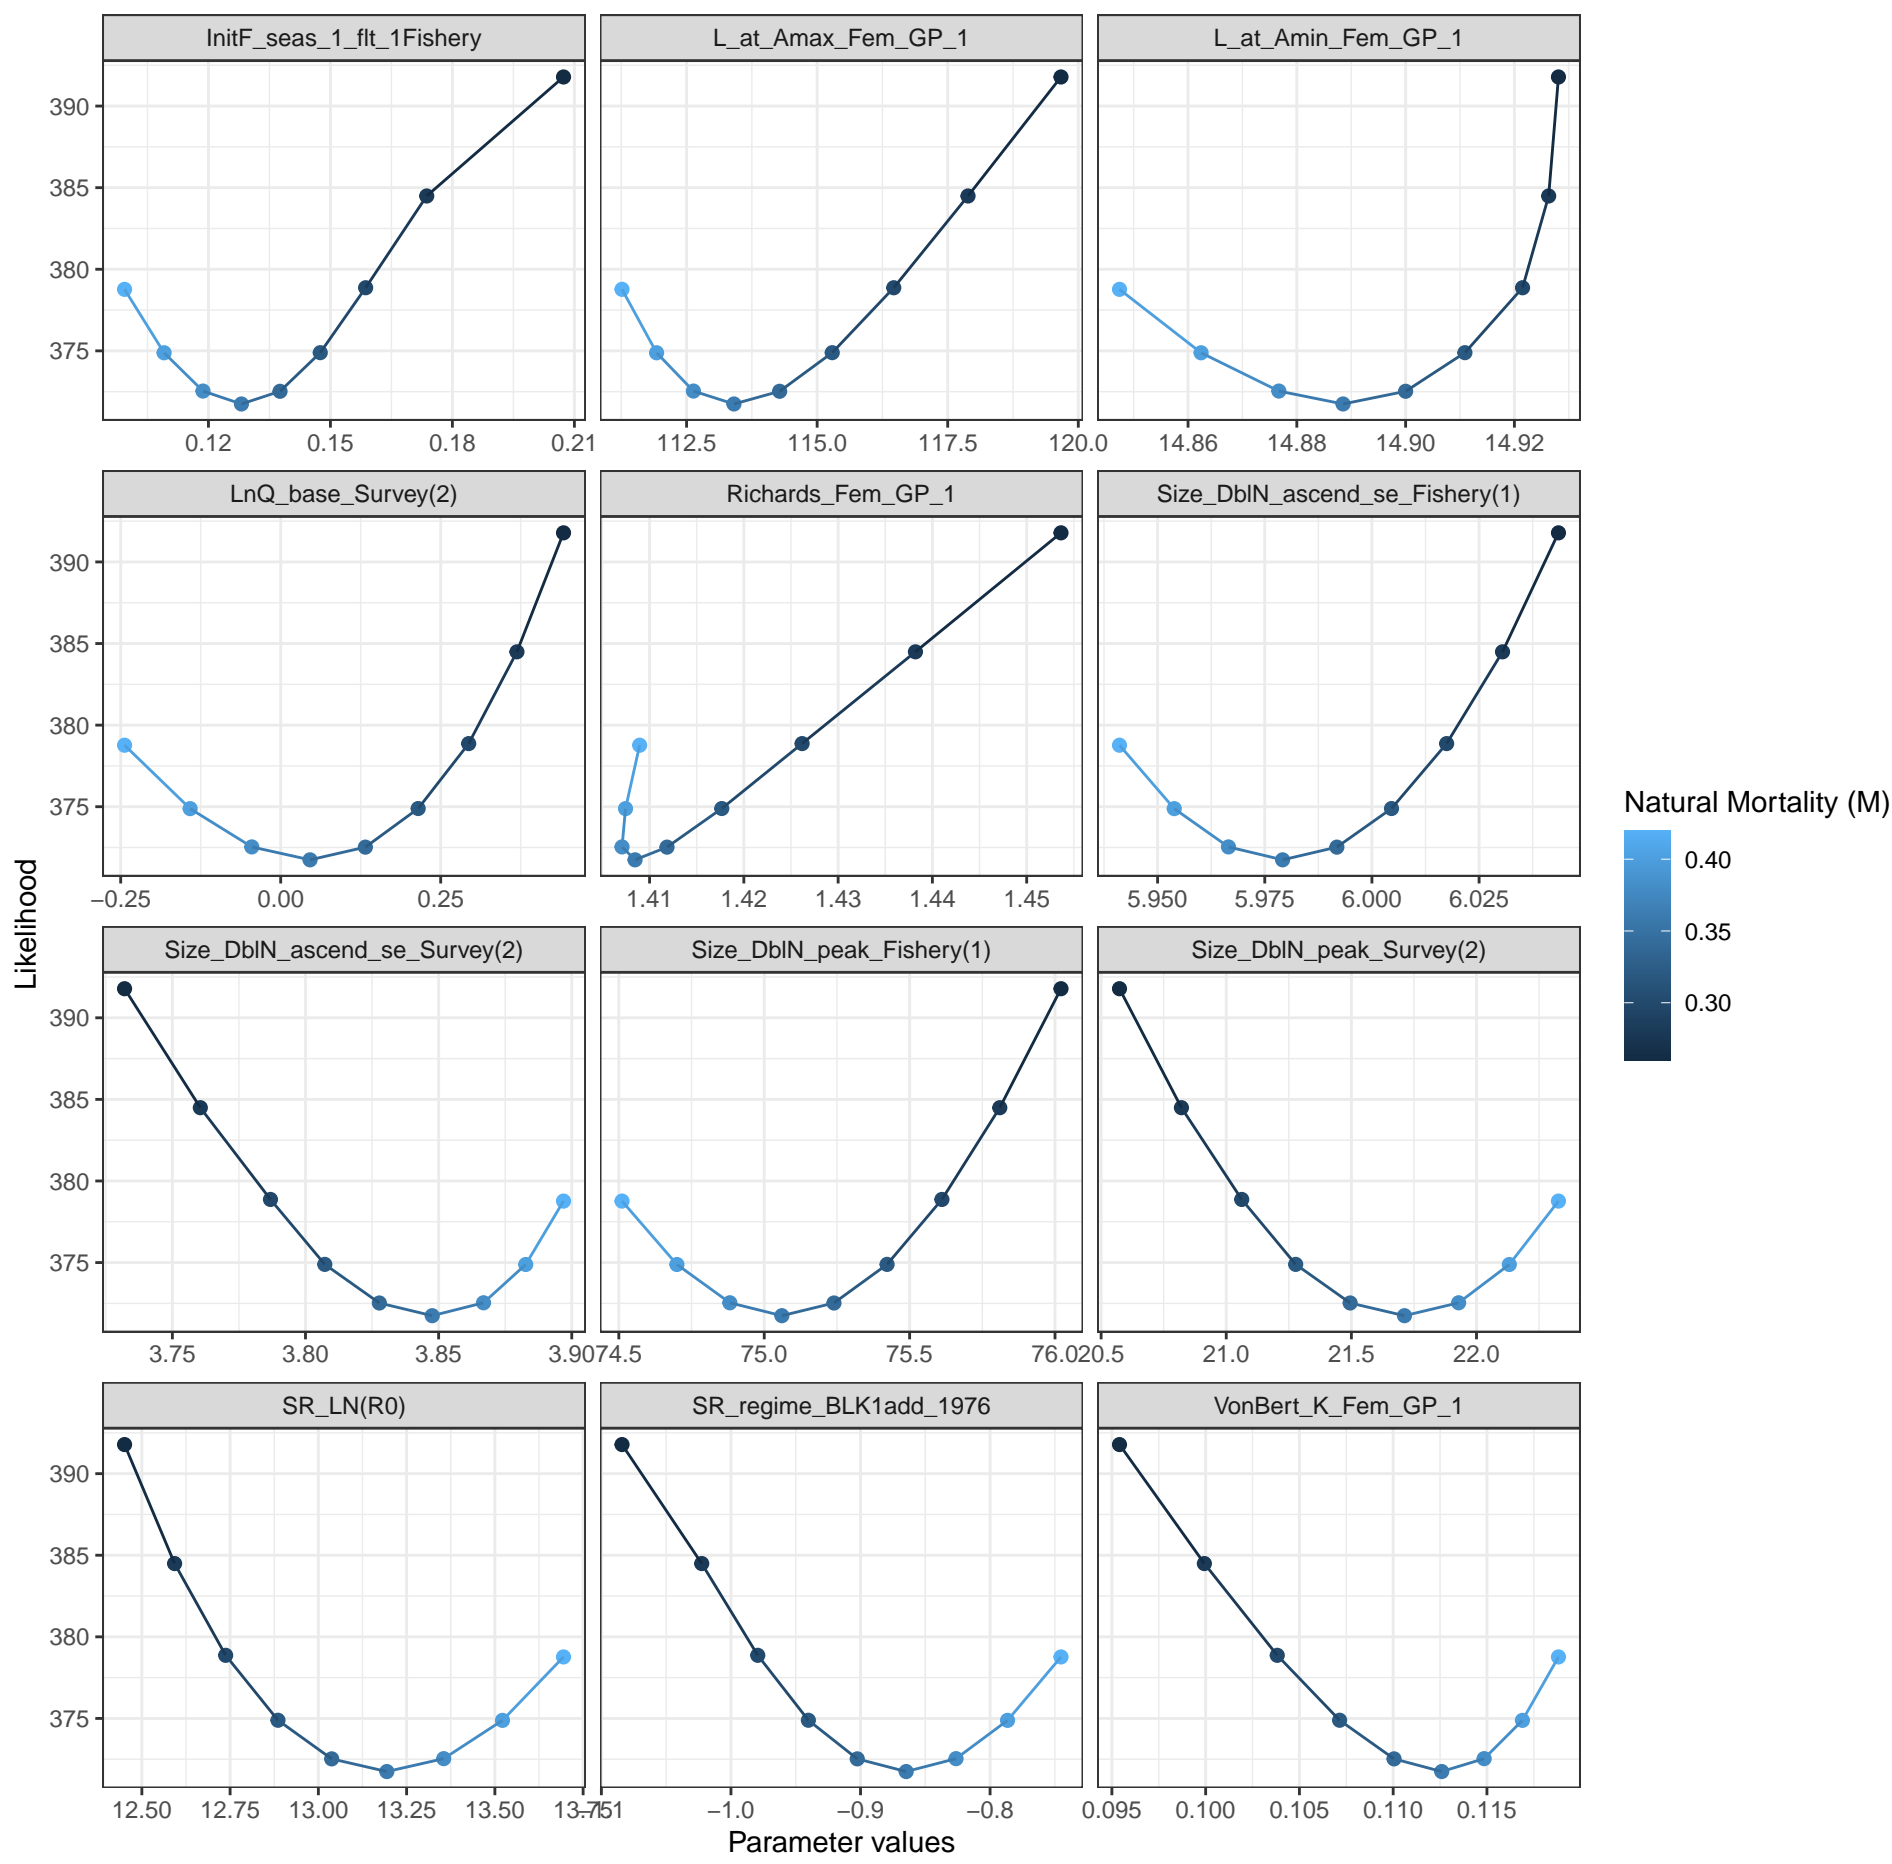 InitF_seas_1_flt_1Fishery L_at_Amax_Fem_GP_1 L_at_Amin_Fem_GP_1
390
385
380
375
0.12 0.15 0.18 0.21 112.5 115.0 117.5 120.0 14.86 14.88 14.90 14.92
LnQ_base_Survey(2) Richards_Fem_GP_1 Size_DblN_ascend_se_Fishery(1)
390
385
380
375
−0.25 0.00 0.25 1.41 1.42 1.43 1.44 1.45 5.950 5.975 6.000 6.025
Natural Mortality (M)
0.40
0.35
0.30
Likelihood
Size_DblN_ascend_se_Survey(2) Size_DblN_peak_Fishery(1) Size_DblN_peak_Survey(2)
390
385
380
375
3.75 3.80 3.85 3.90 74.5 75.0 75.5 76.0 20.5 21.0 21.5 22.0
SR_LN(R0) SR_regime_BLK1add_1976 VonBert_K_Fem_GP_1
390
385
380
375
12.50 12.75 13.00 13.25 13.50 13.75 −1.1 −1.0 −0.9 −0.8 0.095 0.100 0.105 0.110 0.115
Parameter values